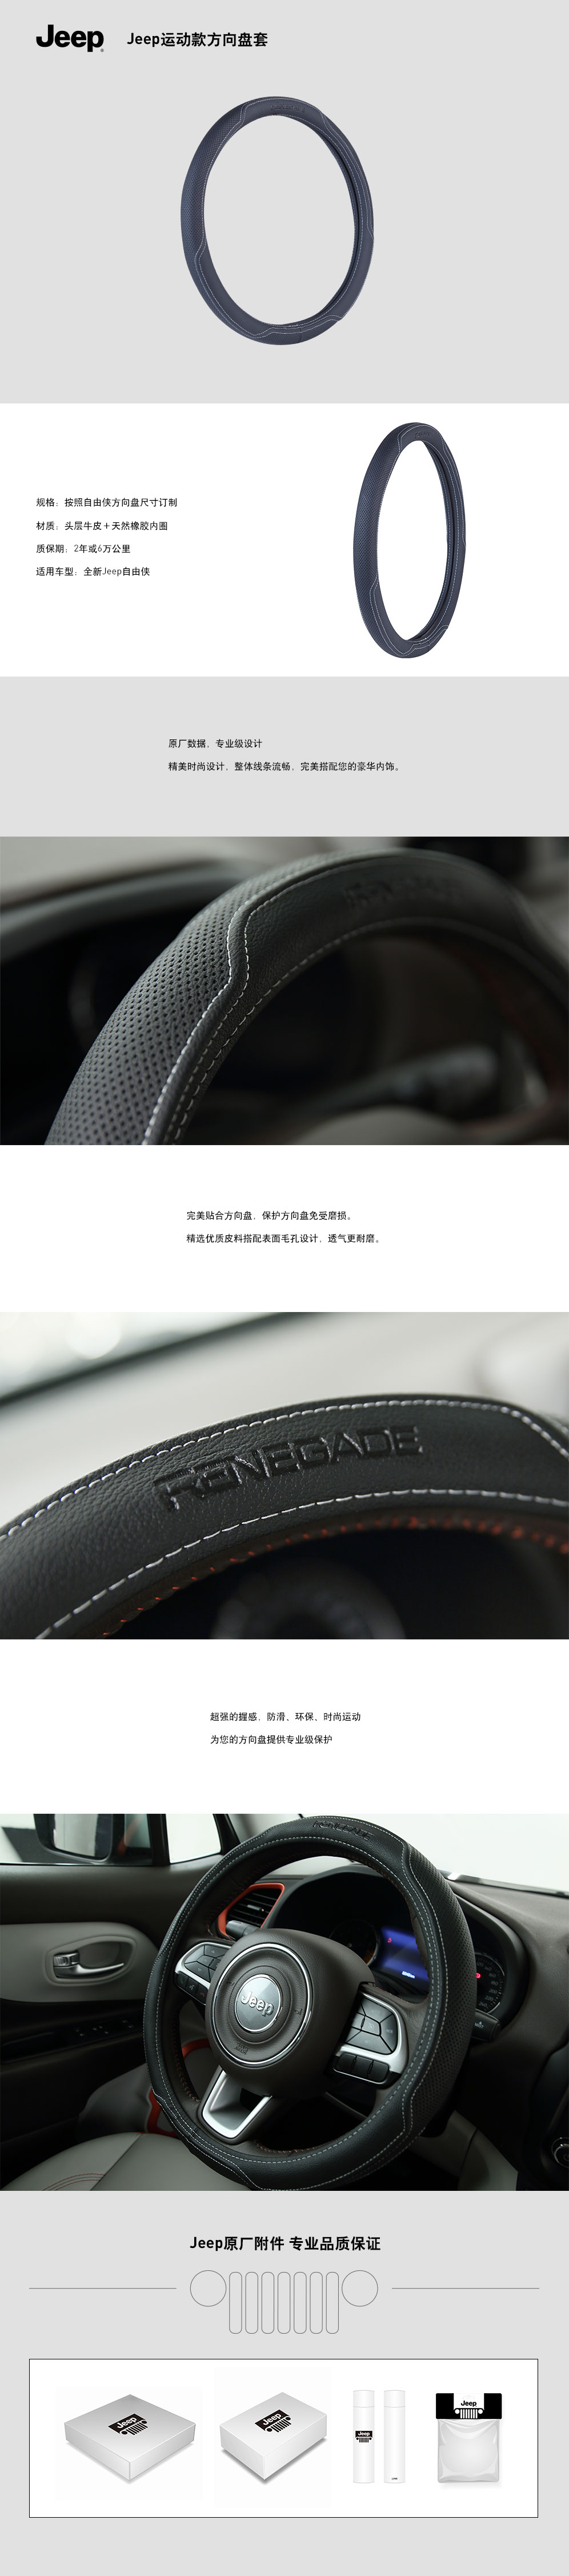 Jeep Jeep运动款方向盘套
规格：按照自由侠方向盘尺寸订制
材质：头层牛皮+天然橡胶内圈
质保期：2年或6万公里
适用车型：全新Jeep自由侠
原厂数据，专业级设计
精美时尚设计，整体线条流畅，完美搭配您的豪华内饰。
RENEGADE
完美贴合方向盘，保护方向盘免受磨损。
精选优质皮料搭配表面毛孔设计，透气更耐磨。
RENEGADE
超强的握感，防滑、环保、时尚运动
为您的方向盘提供专业级保护
RENEGADE
Jeep
Jeep原厂附件 专业品质保证
Jeep
Jeep
Jeep
Jeep